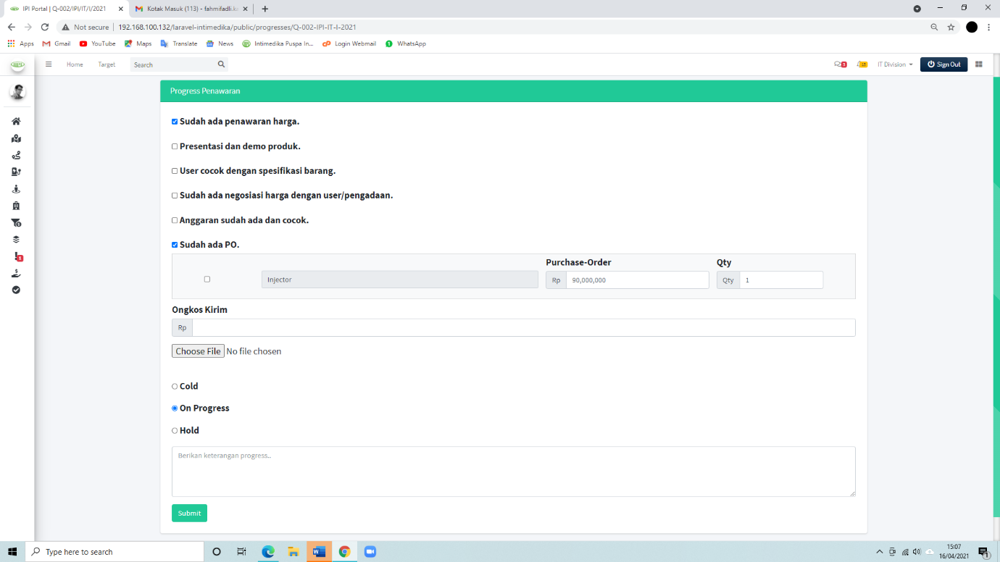 IPI Portal | Q-002/IPI/IT/I/2021
Kotak Masuk (113) - fahmifadli.k
Not secure | 192.168.100.132/laravel-intimedika/public/progresses/Q-002-IPI-IT-I-2021
Apps Gmail YouTube Maps Translate News Intimedika Puspa In... Login Webmail WhatsApp
IPI Home Target Search IT Division Sign Out
Progress Penawaran
Sudah ada penawaran harga.
Presentasi dan demo produk.
User cocok dengan spesifikasi barang.
Sudah ada negosiasi harga dengan user/pengadaan.
Anggaran sudah ada dan cocok.
Sudah ada PO.
Purchase-Order Qty
Injector Rp 90,000,000 Qty 1
Ongkos Kirim
Rp
Choose File No file chosen
Cold
On Progress
Hold
Berikan keterangan progress..
Submit
Type here to search
15:07
16/04/2021